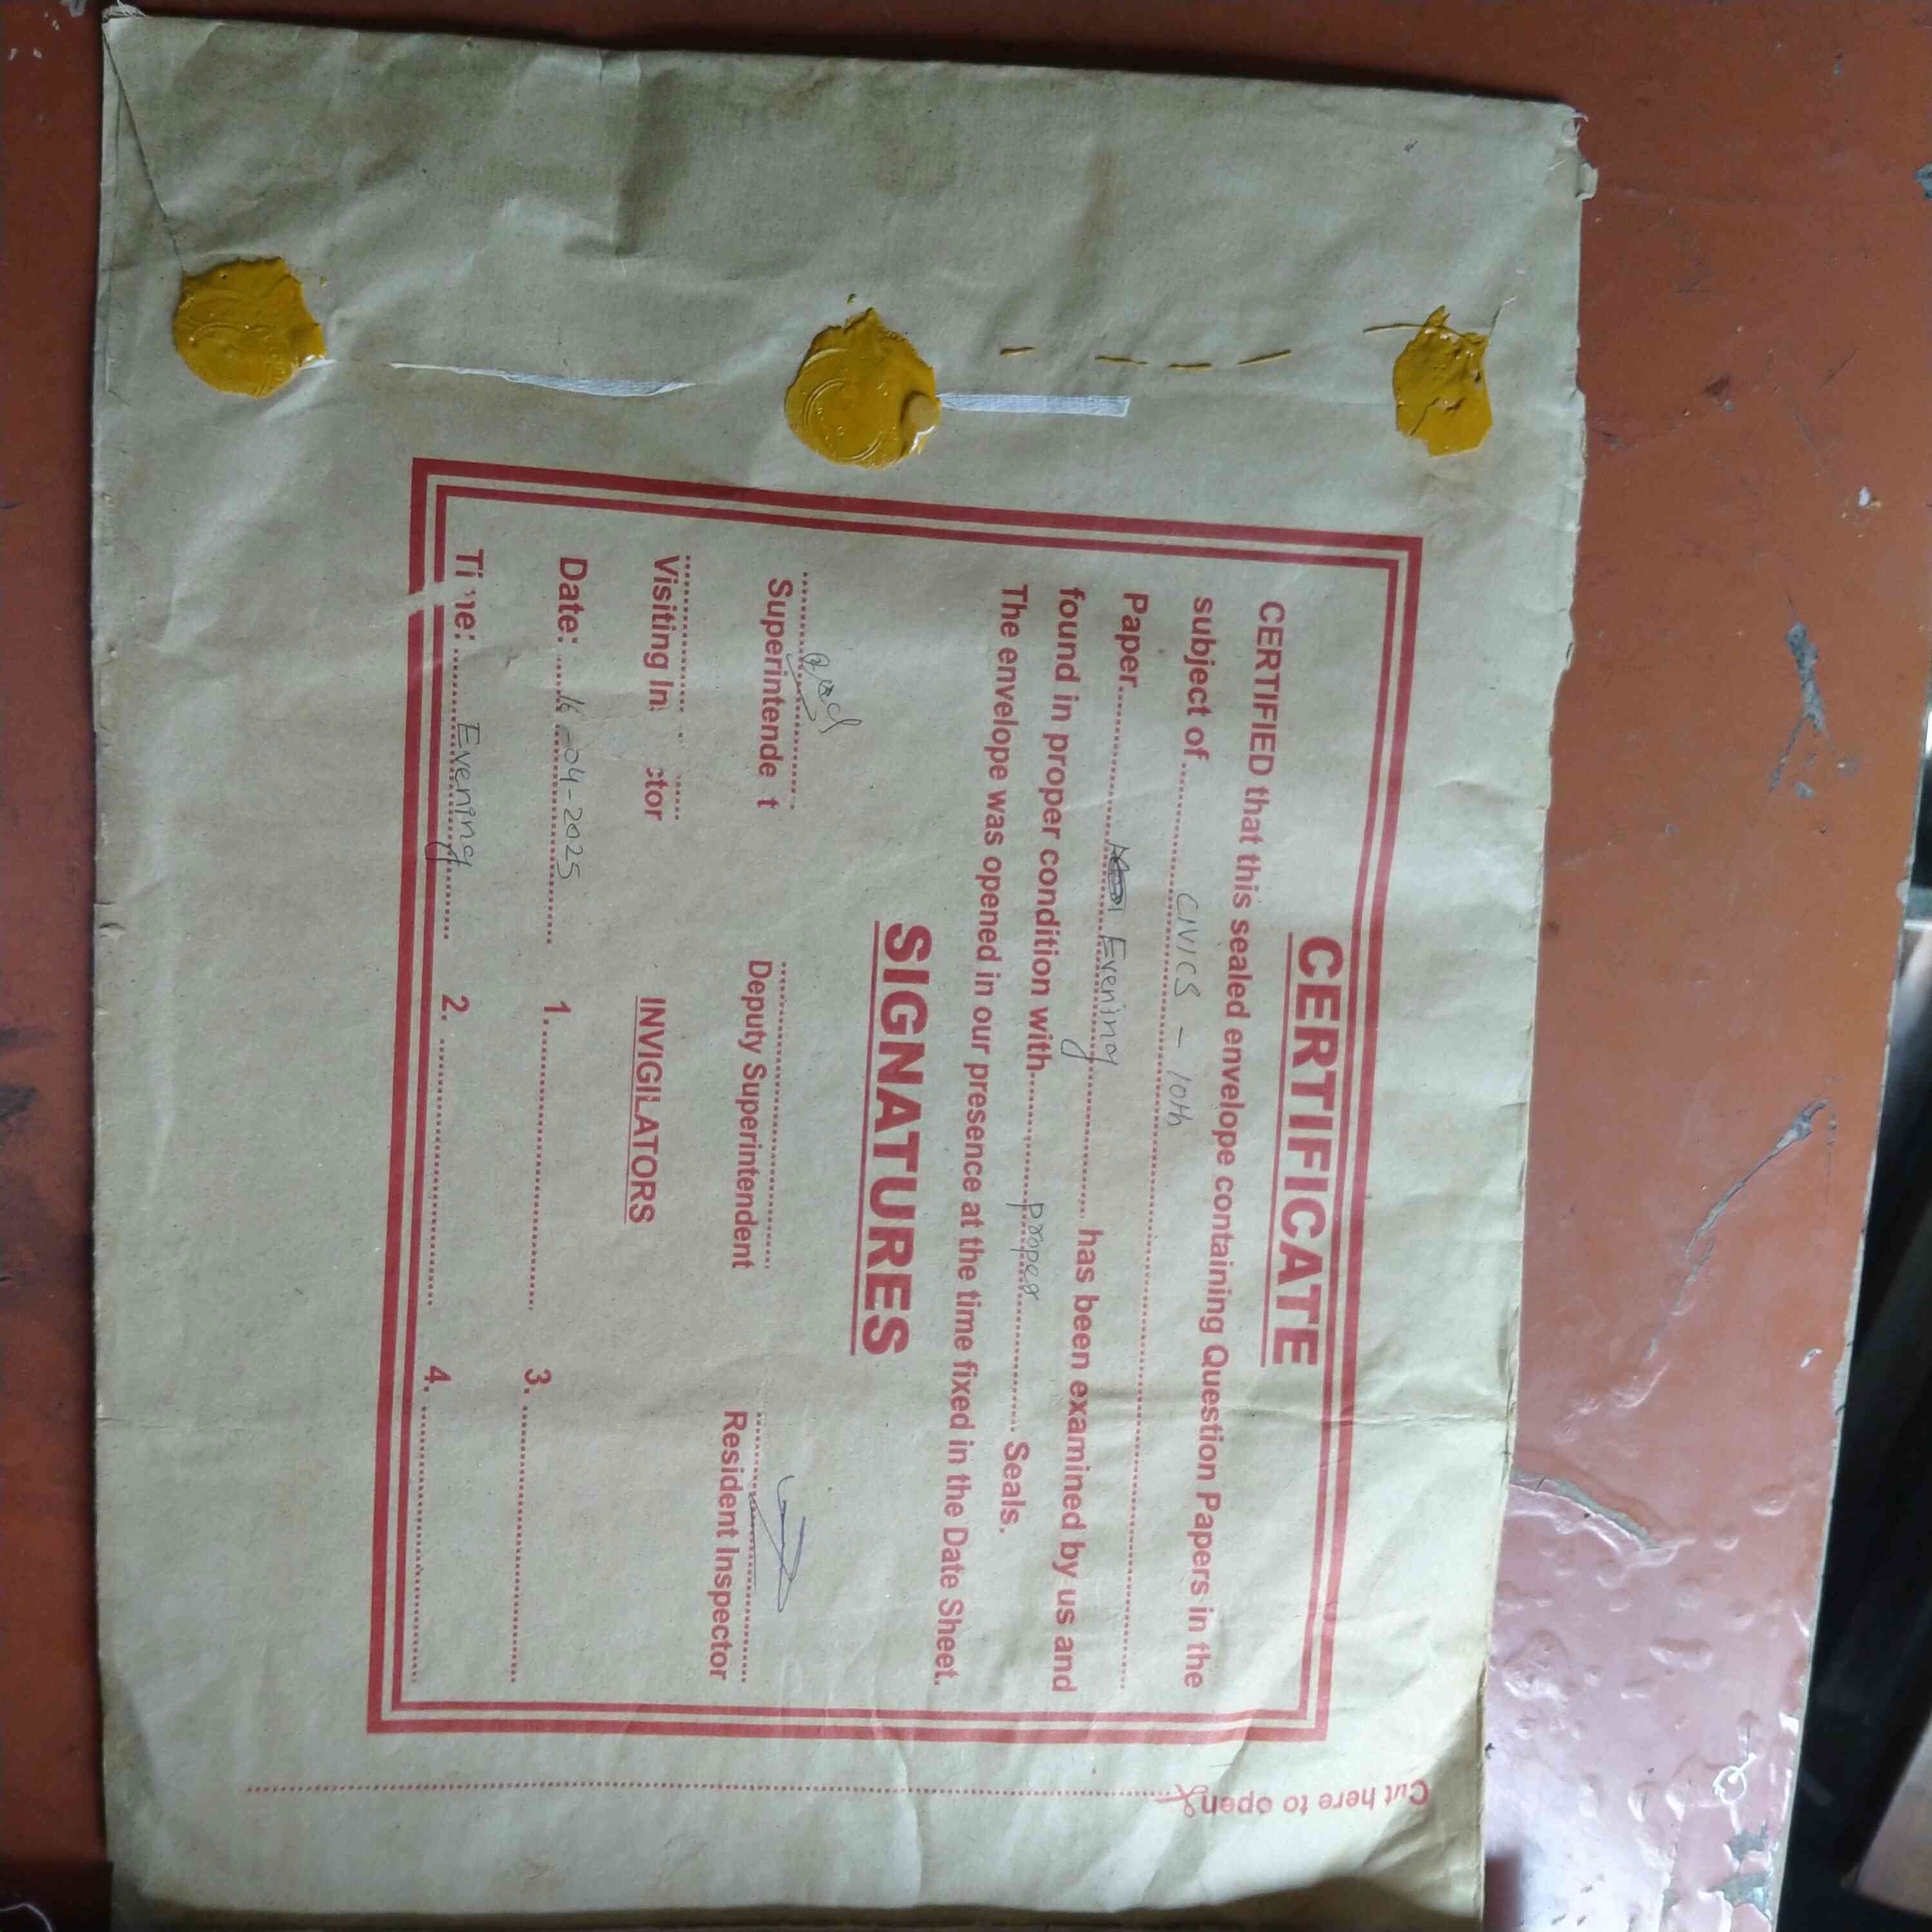 CERTIFICATE
CERTIFIED that this sealed envelope containing Question Papers in the
subject of ........ CIVICS - 10th ........
Paper........ Evening ........ has been examined by us and
found in proper condition with........ proper ........ Seals.
The envelope was opened in our presence at the time fixed in the Date Sheet.
SIGNATURES
Superintende t Deputy Superintendent Resident Inspector
Visiting In ctor INVIGILATORS
Date: 16-04-2025 1. 3.
Ti ne: Evening 2. 4.
Cut here to open